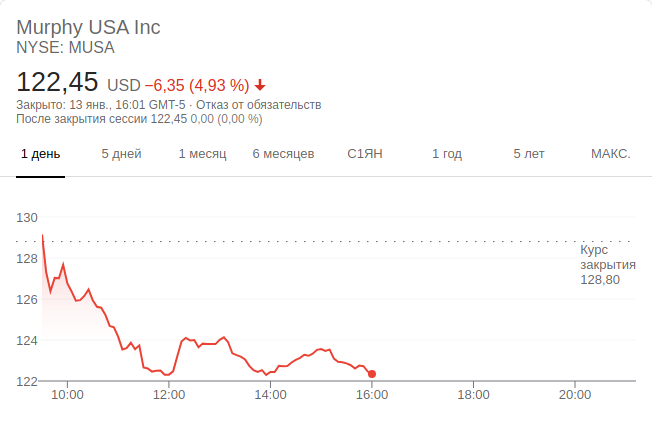 Murphy USA Inc
NYSE: MUSA
122,45 USD −6,35 (4,93 %)
Закрыто: 13 янв., 16:01 GMT-5 · Отказ от обязательств
После закрытия сессии 122,45 0,00 (0,00 %)
1 день 5 дней 1 месяц 6 месяцев С1ЯН 1 год 5 лет МАКС.
130
Курс
закрытия
128,80
128
126
124
122
10:00 12:00 14:00 16:00 18:00 20:00